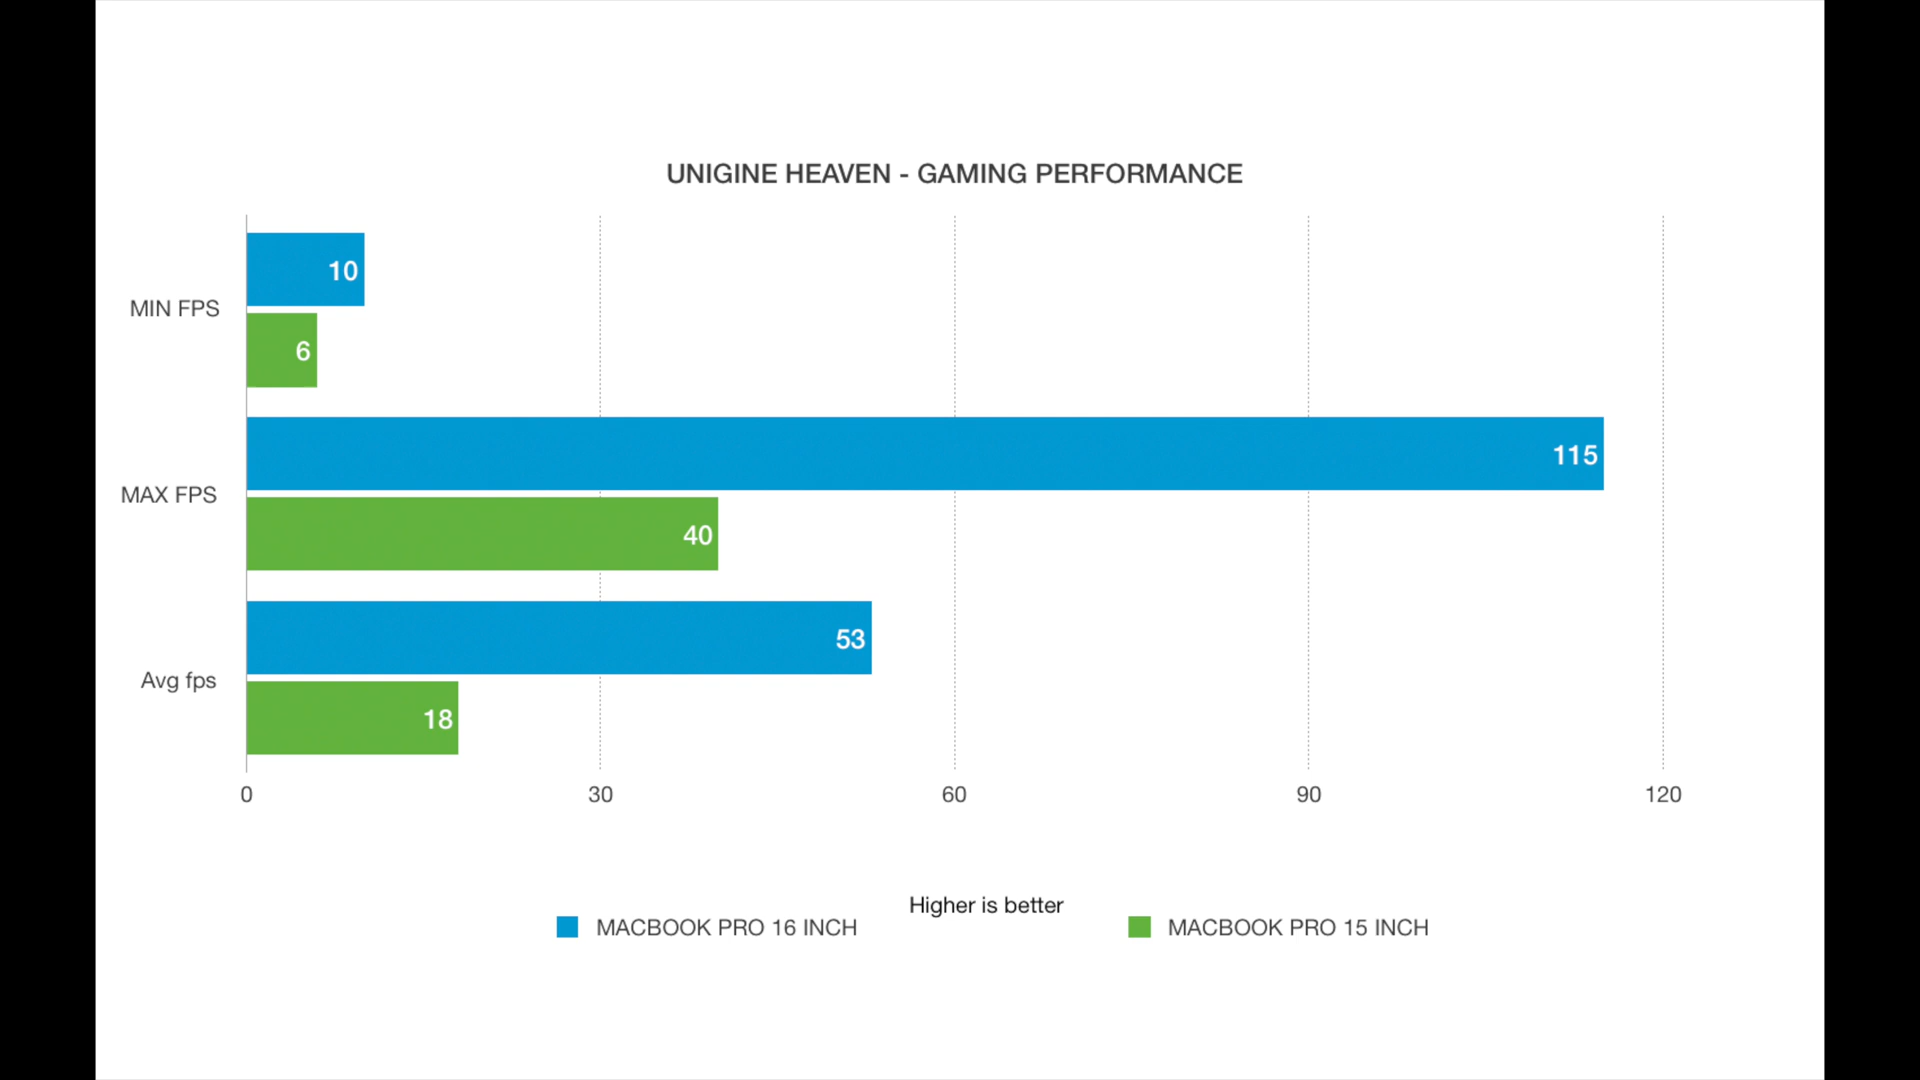 UNIGINE HEAVEN - GAMING PERFORMANCE
10
MIN FPS
6
115
MAX FPS
40
53
Avg fps
18
0 30 60 90 120
Higher is better
MACBOOK PRO 16 INCH MACBOOK PRO 15 INCH